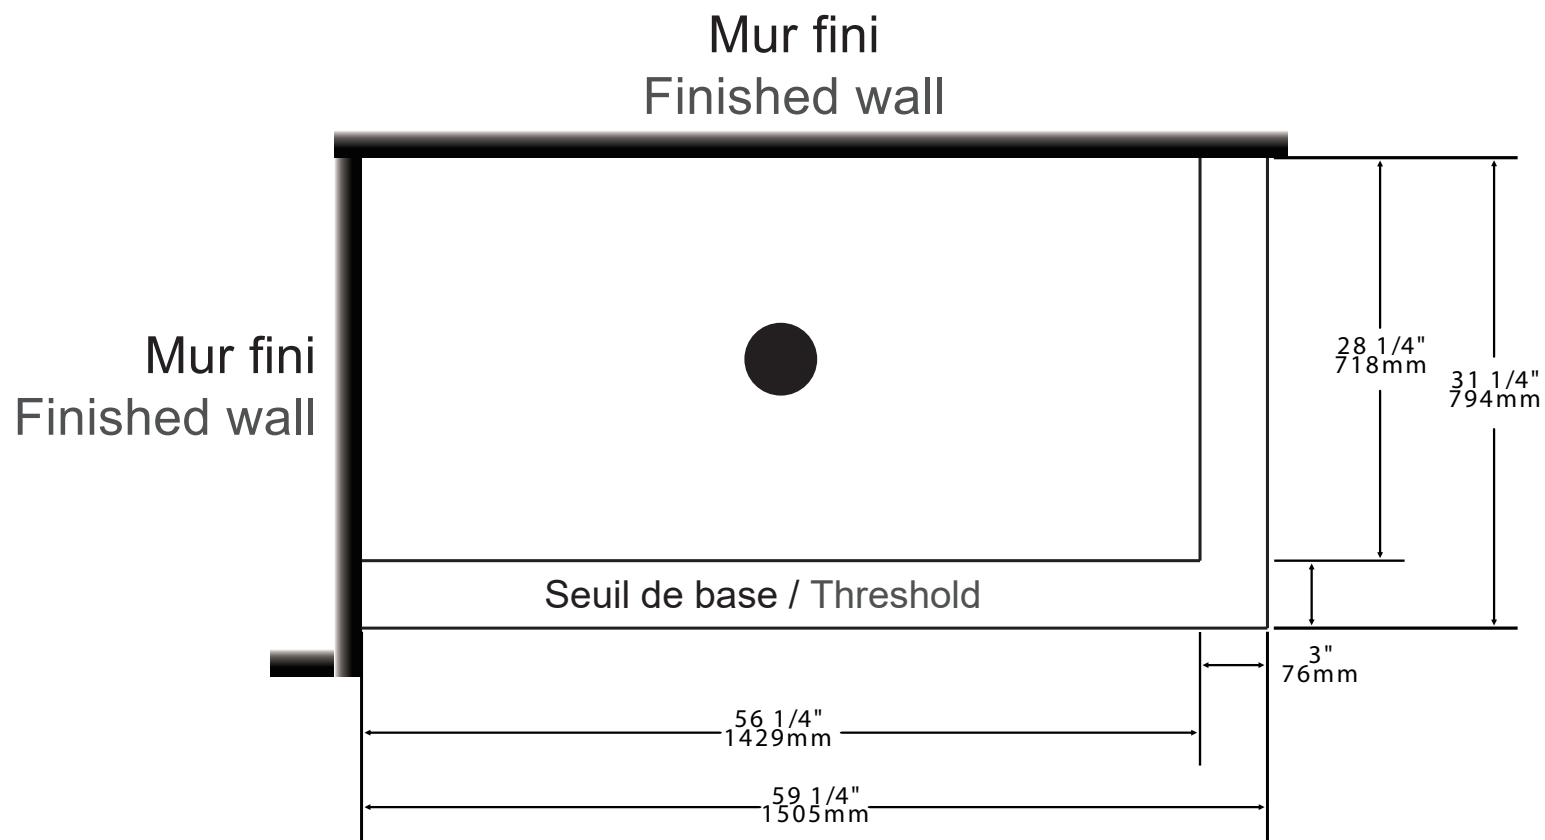 Mur fini
Finished wall
Mur fini
Finished wall
28 1/4"
718mm
31 1/4"
794mm
Seuil de base / Threshold
3"
76mm
56 1/4"
1429mm
59 1/4"
1505mm